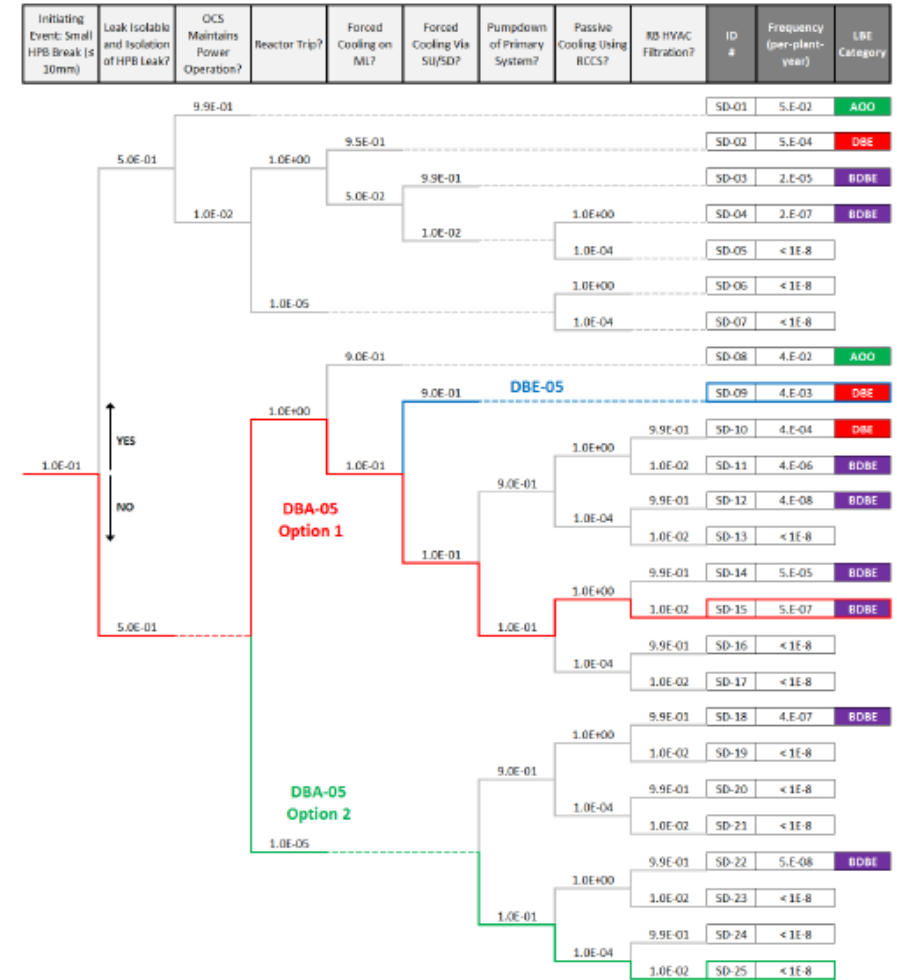 Initiating Event: Small HPB Break (≤ 10mm)
Leak Isolable and Isolation of HPB Leak?
OCS Maintains Power Operation?
Reactor Trip?
Forced Cooling on ML?
Forced Cooling Via SU/SD?
Pumpdown of Primary System?
Passive Cooling Using RCCS?
RB HVAC Filtration?
ID #
Frequency (per-plant-year)
LBE Category
9.9E-01
SD-01 5.E-02 AOO
9.5E-01
SD-02 5.E-04 DBE
5.0E-01
1.0E+00
9.9E-01
SD-03 2.E-05 BDBE
5.0E-02
1.0E-02
1.0E+00
SD-04 2.E-07 BDBE
1.0E-02
1.0E-04
SD-05 < 1E-8
1.0E+00
SD-06 < 1E-8
1.0E-05
1.0E-04
SD-07 < 1E-8
9.0E-01
SD-08 4.E-02 AOO
9.0E-01
DBE-05
SD-09 4.E-03 DBE
1.0E+00
9.9E-01 SD-10 4.E-04 DBE
YES
1.0E+00
1.0E-01
1.0E-01
1.0E-02 SD-11 4.E-06 BDBE
9.0E-01
NO
9.9E-01 SD-12 4.E-08 BDBE
DBA-05
Option 1
1.0E-04
1.0E-02 SD-13 < 1E-8
1.0E-01
9.9E-01 SD-14 5.E-05 BDBE
1.0E+00
1.0E-02 SD-15 5.E-07 BDBE
5.0E-01
1.0E-01
9.9E-01 SD-16 < 1E-8
1.0E-04
1.0E-02 SD-17 < 1E-8
9.9E-01 SD-18 4.E-07 BDBE
1.0E+00
1.0E-02 SD-19 < 1E-8
9.0E-01
DBA-05
Option 2
9.9E-01 SD-20 < 1E-8
1.0E-04
1.0E-02 SD-21 < 1E-8
1.0E-05
9.9E-01 SD-22 5.E-08 BDBE
1.0E+00
1.0E-02 SD-23 < 1E-8
1.0E-01
9.9E-01 SD-24 < 1E-8
1.0E-04
1.0E-02 SD-25 < 1E-8